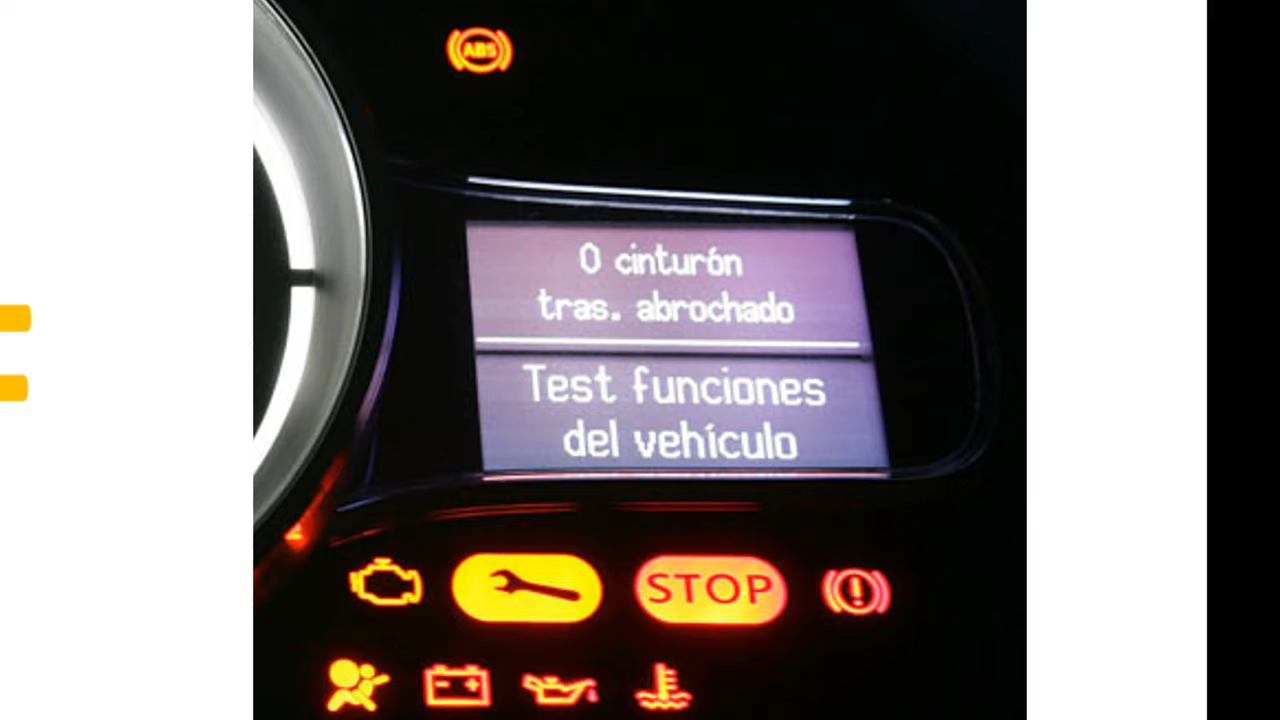 ABS
0 cinturón
tras. abrochado
Test funciones
del vehículo
STOP